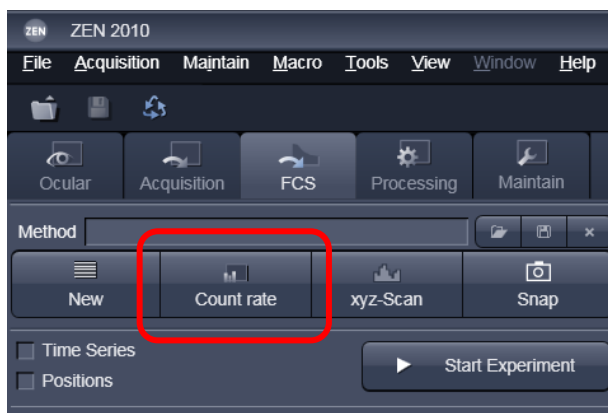 ZEN ZEN 2010
File Acquisition Maintain Macro Tools View Window Help
Ocular Acquisition FCS Processing Maintain
Method
New Count rate xyz-Scan Snap
Time Series
Start Experiment
Positions